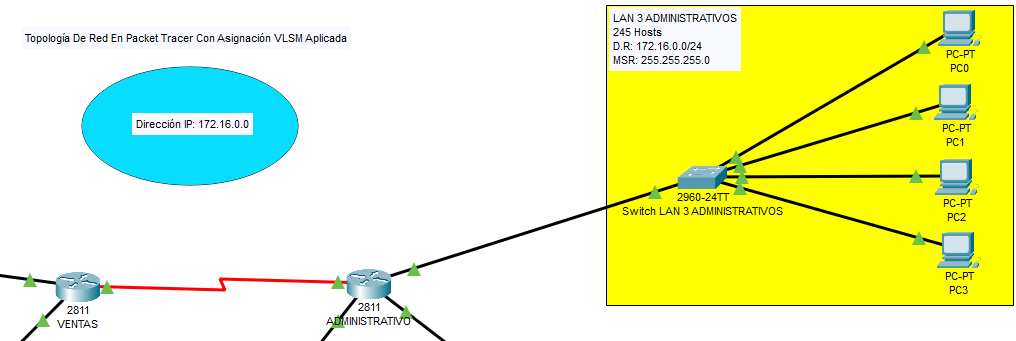 Topología De Red En Packet Tracer Con Asignación VLSM Aplicada
Dirección IP: 172.16.0.0
LAN 3 ADMINISTRATIVOS
245 Hosts
D.R: 172.16.0.0/24
MSR: 255.255.255.0
PC-PT
PC0
PC-PT
PC1
2960-24TT
Switch LAN 3 ADMINISTRATIVOS
PC-PT
PC2
PC-PT
PC3
2811
VENTAS
2811
ADMINISTRATIVO